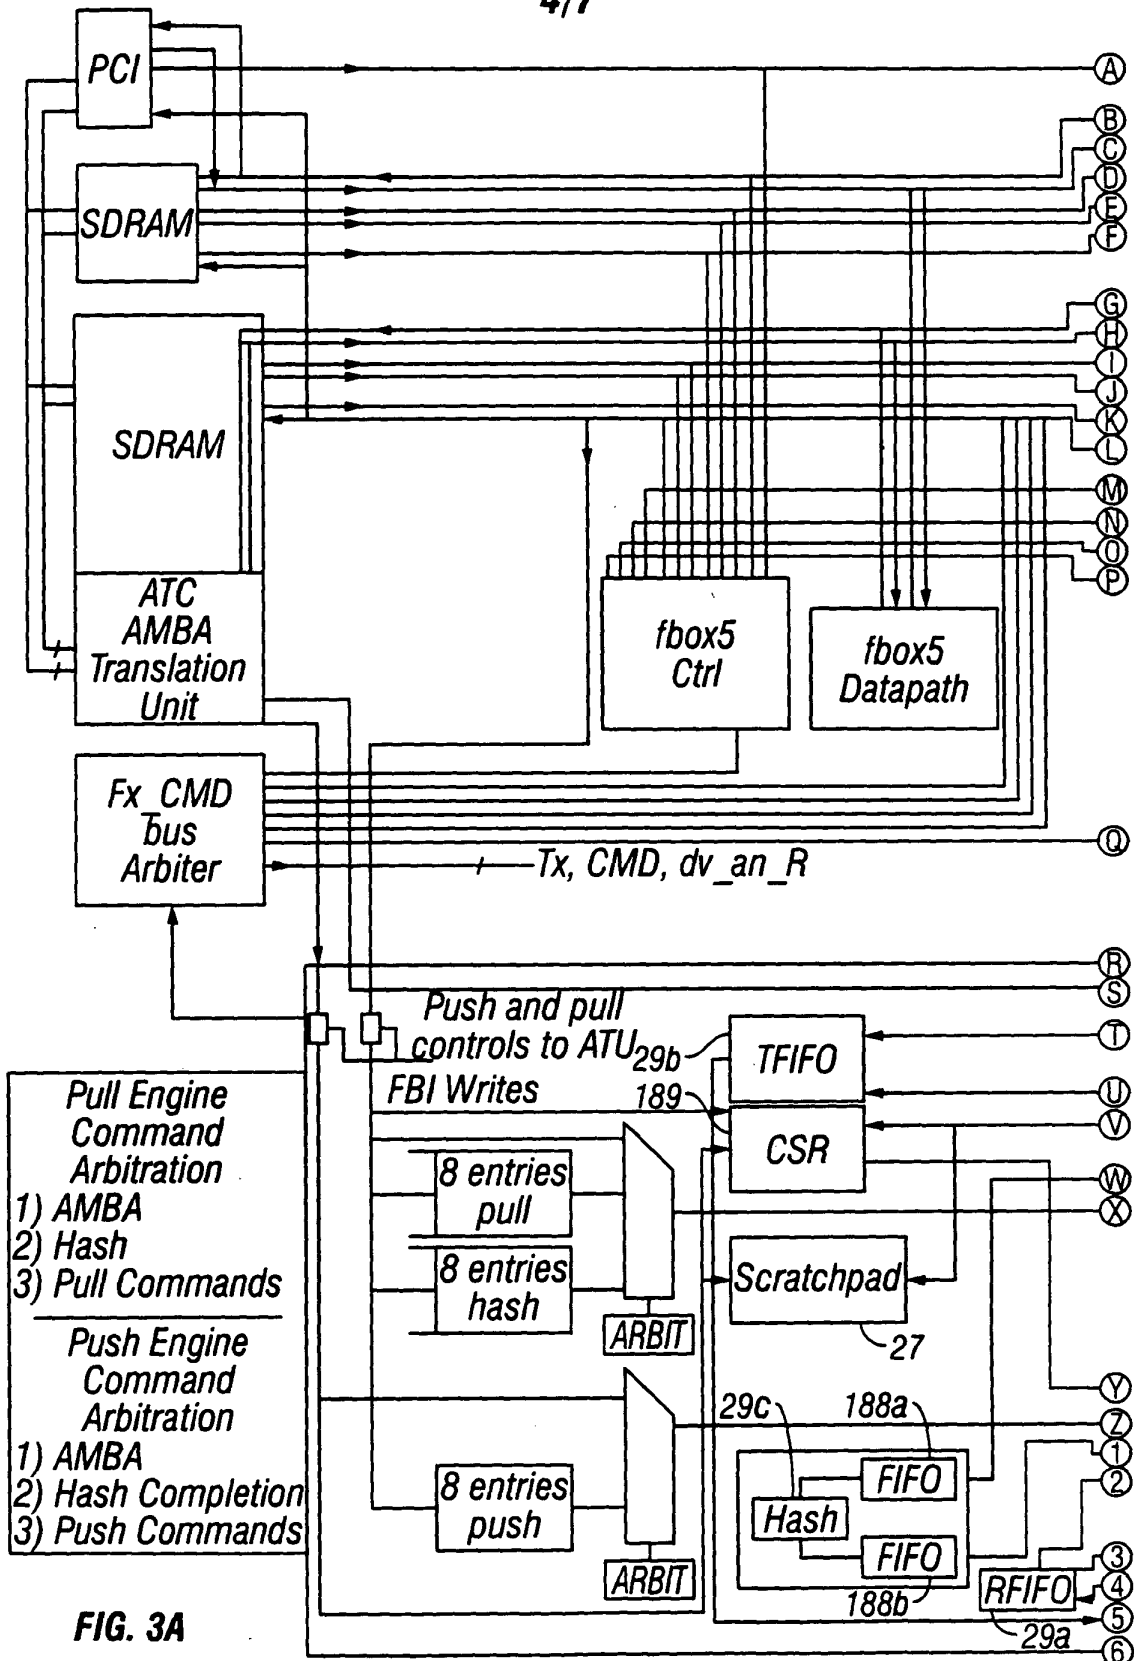 4/7
PCI
A
B
C
D
SDRAM
E
F
G
H
I
J
SDRAM
K
L
M
N
O
P
ATC
AMBA
Translation
Unit
fbox5
Ctrl
fbox5
Datapath
Fx_CMD
bus
Arbiter
Q
Tx, CMD, dv_an_R
R
S
Push and pull
controls to ATU
29b
TFIFO
T
FBI Writes
189
U
CSR
V
Pull Engine
Command
Arbitration
1) AMBA
2) Hash
3) Pull Commands
8 entries
pull
W
X
8 entries
hash
Scratchpad
ARBIT
27
Push Engine
Command
Arbitration
1) AMBA
2) Hash Completion
3) Push Commands
Y
29c
188a
Z
1
FIFO
2
8 entries
push
Hash
FIFO
3
ARBIT
188b
RFIFO
4
5
29a
6
FIG. 3A